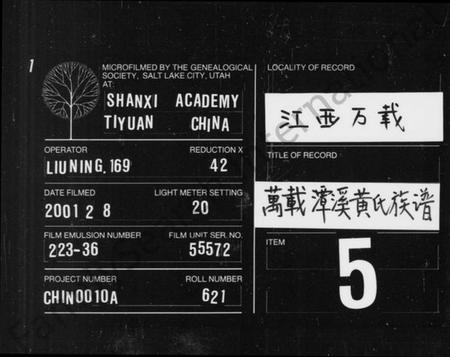 1
MICROFILMED BY THE GENEALOGICAL
SOCIETY, SALT LAKE CITY, UTAH
AT:
SHANXI ACADEMY
TIYUAN CHINA
OPERATOR REDUCTION X
LIUNING.169 42
DATE FILMED LIGHT METER SETTING
2001 2 8 20
FILM EMULSION NUMBER FILM UNIT SER. NO.
223-36 55572
PROJECT NUMBER ROLL NUMBER
CHIN0010A 621
LOCALITY OF RECORD
江西万载
TITLE OF RECORD
萬載潭溪黄氏族谱
ITEM
5